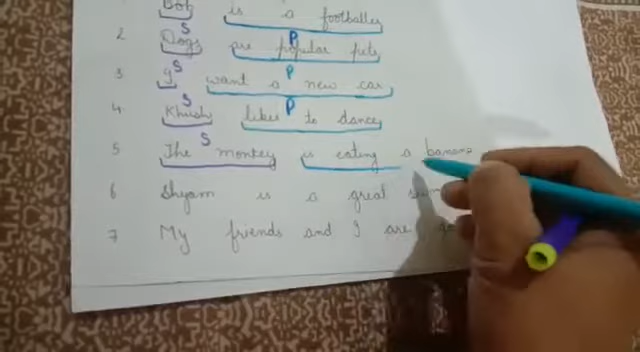 Bob is a footballer
S P
2 Dogs are popular pets
S P
3 I want a new car
S P
4 Khushi likes to dance
S
5 The monkey is eating a banana
6 Shyam is a great
7 My friends and I are